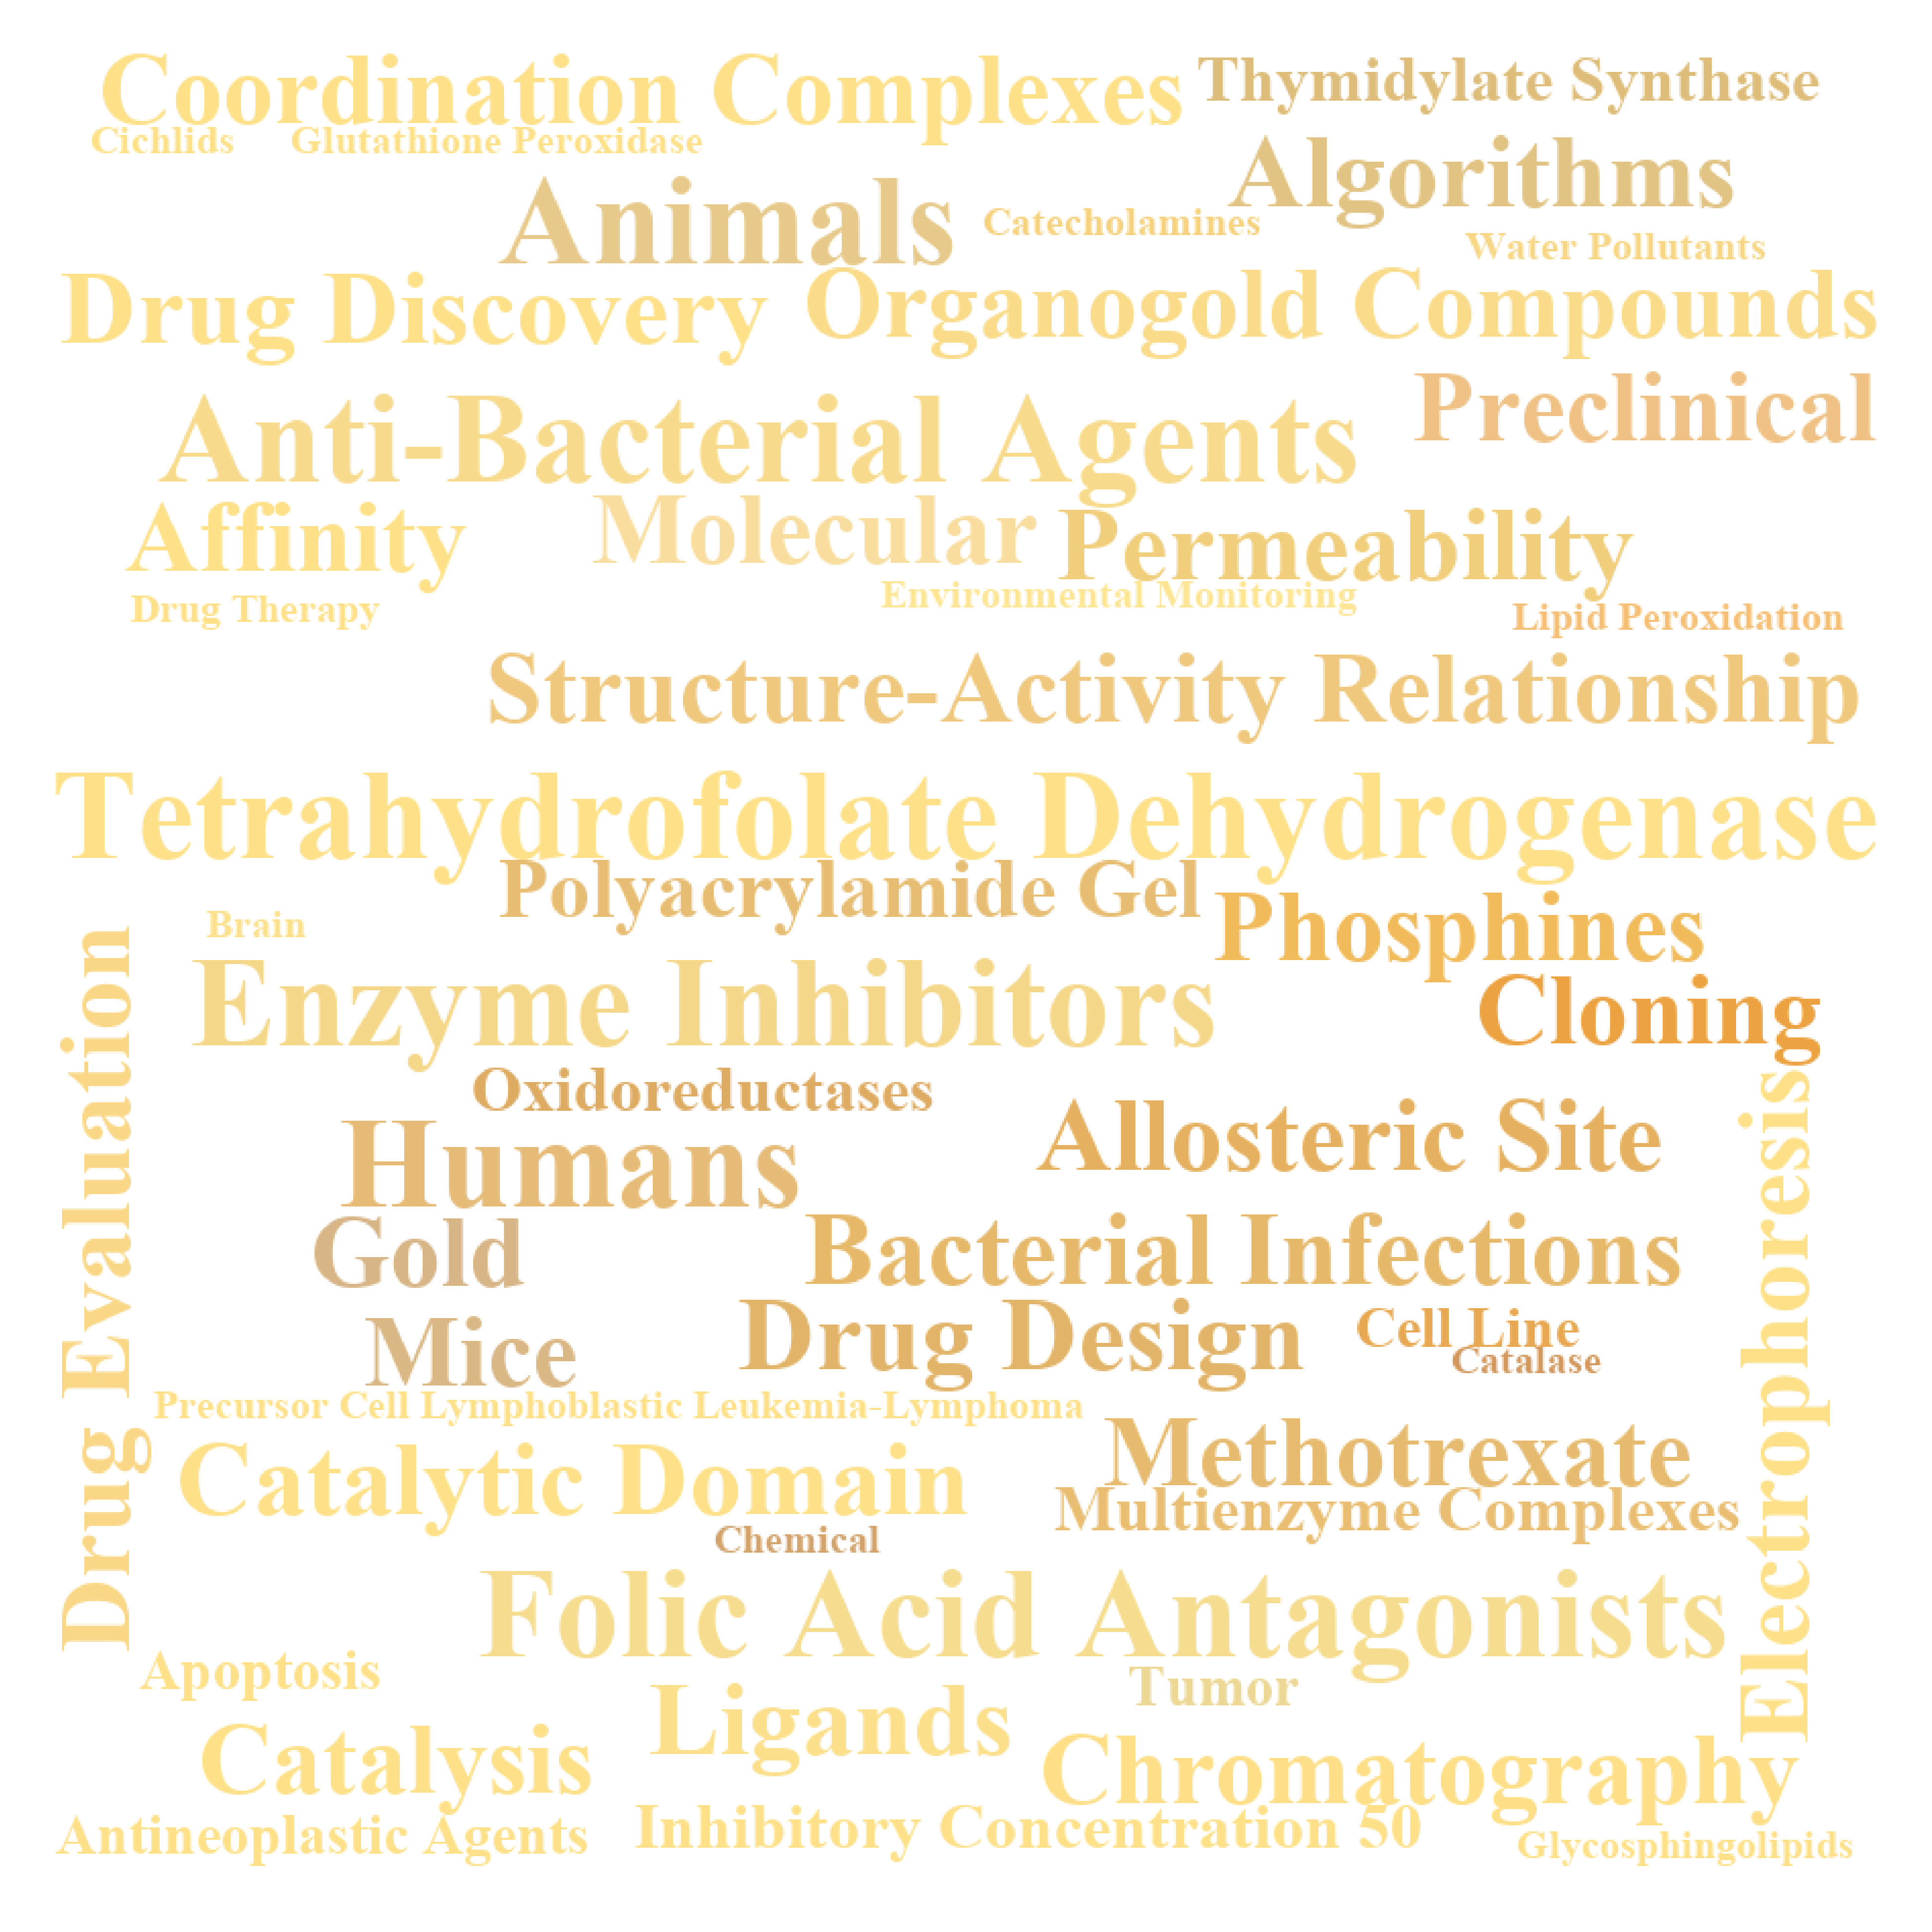 Coordination Complexes
Thymidylate Synthase
Cichlids
Glutathione Peroxidase
Algorithms
Animals
Catecholamines
Water Pollutants
Drug Discovery
Organogold Compounds
Anti-Bacterial Agents
Preclinical
Affinity
Molecular
Permeability
Drug Therapy
Environmental Monitoring
Lipid Peroxidation
Structure-Activity Relationship
Tetrahydrofolate Dehydrogenase
Polyacrylamide Gel
Brain
Phosphines
Enzyme Inhibitors
Cloning
Drug Evaluation
Oxidoreductases
Humans
Allosteric Site
Electrophoresis
Gold
Bacterial Infections
Mice
Drug Design
Cell Line
Catalase
Precursor Cell Lymphoblastic Leukemia-Lymphoma
Catalytic Domain
Methotrexate
Multienzyme Complexes
Chemical
Folic Acid Antagonists
Apoptosis
Ligands
Tumor
Catalysis
Chromatography
Antineoplastic Agents
Inhibitory Concentration 50
Glycosphingolipids